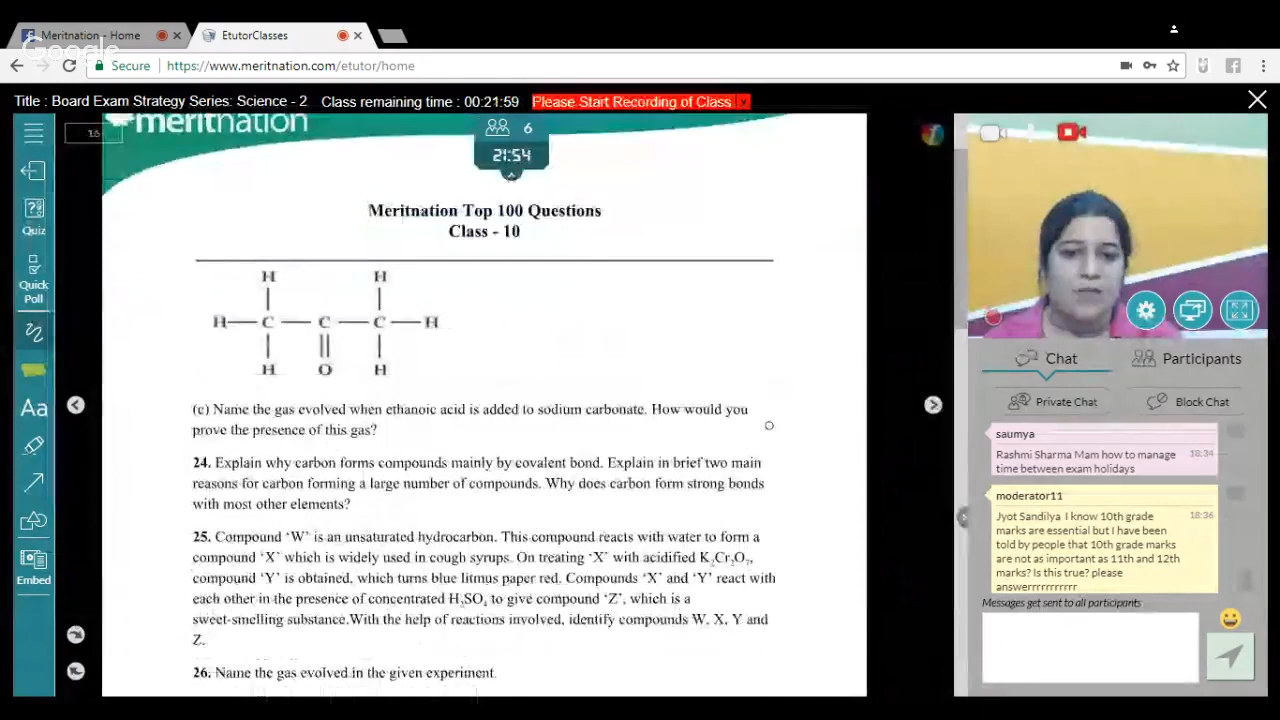 Meritnation - Home
EtutorClasses
Google
Secure
https://www.meritnation.com/etutor/home
Title : Board Exam Strategy Series: Science - 2 Class remaining time : 00:21:59 Please Start Recording of Class x
16
meritnation
6
21:54
Quiz
Quick
Poll
Aa
Embed
Meritnation Top 100 Questions
Class - 10
H H
H C C C H
H O H
(c) Name the gas evolved when ethanoic acid is added to sodium carbonate. How would you
prove the presence of this gas?
24. Explain why carbon forms compounds mainly by covalent bond. Explain in brief two main
reasons for carbon forming a large number of compounds. Why does carbon form strong bonds
with most other elements?
25. Compound ‘W’ is an unsaturated hydrocarbon. This compound reacts with water to form a
compound ‘X’ which is widely used in cough syrups. On treating ‘X’ with acidified K₂Cr₂O₇,
compound ‘Y’ is obtained, which turns blue litmus paper red. Compounds ‘X’ and ‘Y’ react with
each other in the presence of concentrated H₂SO₄ to give compound ‘Z’, which is a
sweet-smelling substance.With the help of reactions involved, identify compounds W, X, Y and
Z.
26. Name the gas evolved in the given experiment.
Chat
Participants
Private Chat
Block Chat
saumya
Rashmi Sharma Mam how to manage 18:34
time between exam holidays
moderator11
Jyot Sandilya I know 10th grade 18:36
marks are essential but I have been
told by people that 10th grade marks
are not as important as 11th and 12th
marks? Is this true? please
answerrrrrrrrrrr
Messages get sent to all participants